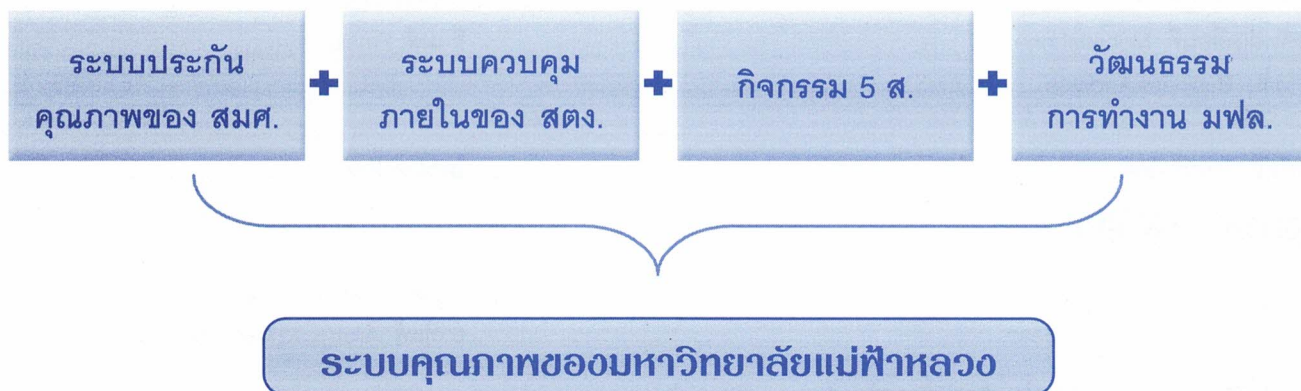 ระบบประกัน
คุณภาพของ สมศ.
+
ระบบควบคุม
ภายในของ สตง.
+
กิจกรรม 5 ส.
+
วัฒนธรรม
การทำงาน มฟล.
ระบบคุณภาพของมหาวิทยาลัยแม่ฟ้าหลวง